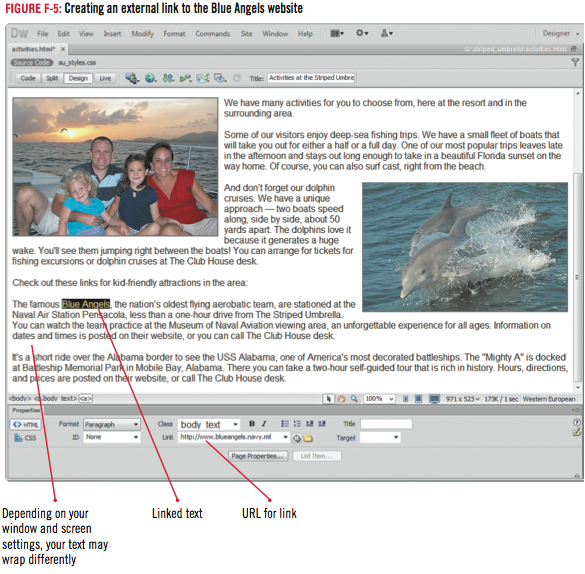 FIGURE F-5: Creating an external link to the Blue Angels website
Dw File Edit View Insert Modify Format Commands Site Window Help Designer
activities.html* × G:\striped_umbrella\activities.html
Source Code su_styles.css
Code Split Design Live Title: Activities at the Striped Umbre
We have many activities for you to choose from, here at the resort and in the
surrounding area.
Some of our visitors enjoy deep-sea fishing trips. We have a small fleet of boats that
will take you out for either a half or a full day. One of our most popular trips leaves late
in the afternoon and stays out long enough to take in a beautiful Florida sunset on the
way home. Of course, you can also surf cast, right from the beach.
And don't forget our dolphin
cruises. We have a unique
approach — two boats speed
along, side by side, about 50
yards apart. The dolphins love it
because it generates a huge
wake. You'll see them jumping right between the boats! You can arrange for tickets for
fishing excursions or dolphin cruises at The Club House desk.
Check out these links for kid-friendly attractions in the area:
The famous Blue Angels, the nation's oldest flying aerobatic team, are stationed at the
Naval Air Station Pensacola, less than a one-hour drive from The Striped Umbrella.
You can watch the team practice at the Museum of Naval Aviation viewing area, an unforgettable experience for all ages. Information on
dates and times is posted on their website, or you can call The Club House desk.
It's a short ride over the Alabama border to see the USS Alabama, one of America's most decorated battleships. The "Mighty A" is docked
at Battleship Memorial Park in Mobile Bay, Alabama. There you can take a two-hour self-guided tour that is rich in history. Hours, directions,
and prices are posted on their website, or call The Club House desk.
<body> <p.body_text> <a> 100% 971 x 523 173K / 1 sec Western European
Properties
<> HTML Format Paragraph Class body_text B I Title
CSS ID None Link http://www.blueangels.navy.mil Target
Page Properties... List Item...
Depending on your
window and screen
settings, your text may
wrap differently
Linked text
URL for link